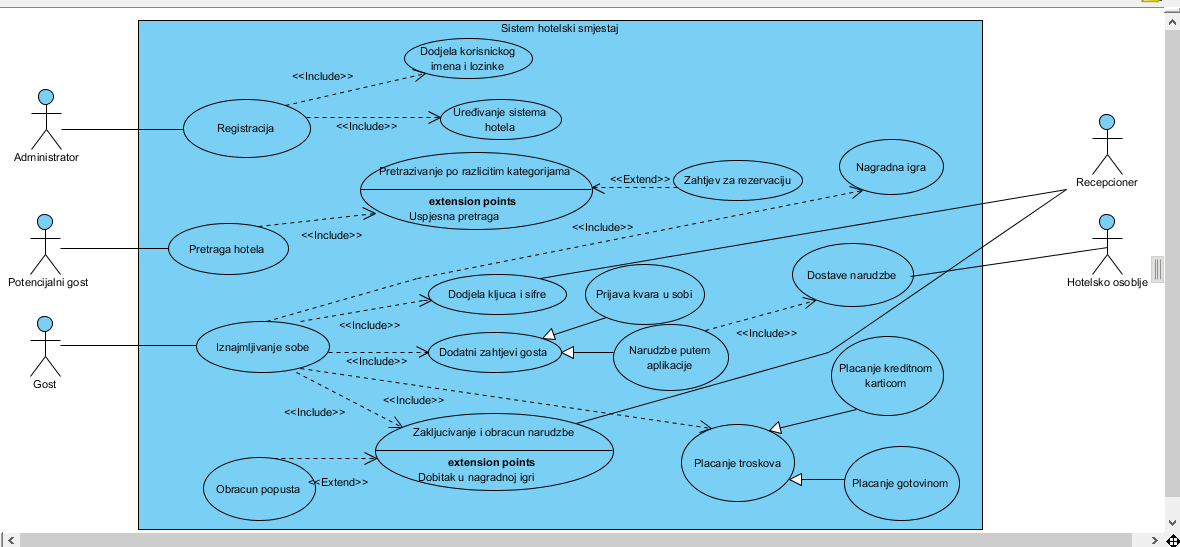 Sistem hotelski smjestaj
Dodjela korisnickog
imena i lozinke
<<Include>>
Registracija
<<Include>>
Uređivanje sistema
hotela
Administrator
Pretrazivanje po razlicitim kategorijama
extension points
Uspjesna pretraga
<<Extend>>
Zahtjev za rezervaciju
Nagradna igra
Recepcioner
<<Include>>
<<Include>>
Pretraga hotela
Potencijalni gost
Dodjela kljuca i sifre
Prijava kvara u sobi
Dostave narudzbe
Hotelsko osoblje
<<Include>>
<<Include>>
Iznajmljivanje sobe
<<Include>>
Dodatni zahtjevi gosta
Narudzbe putem
aplikacije
Gost
Placanje kreditnom
karticom
<<Include>>
<<Include>>
Zakljucivanje i obracun narudzbe
extension points
Dobitak u nagradnoj igri
Placanje troskova
<<Extend>>
Obracun popusta
Placanje gotovinom